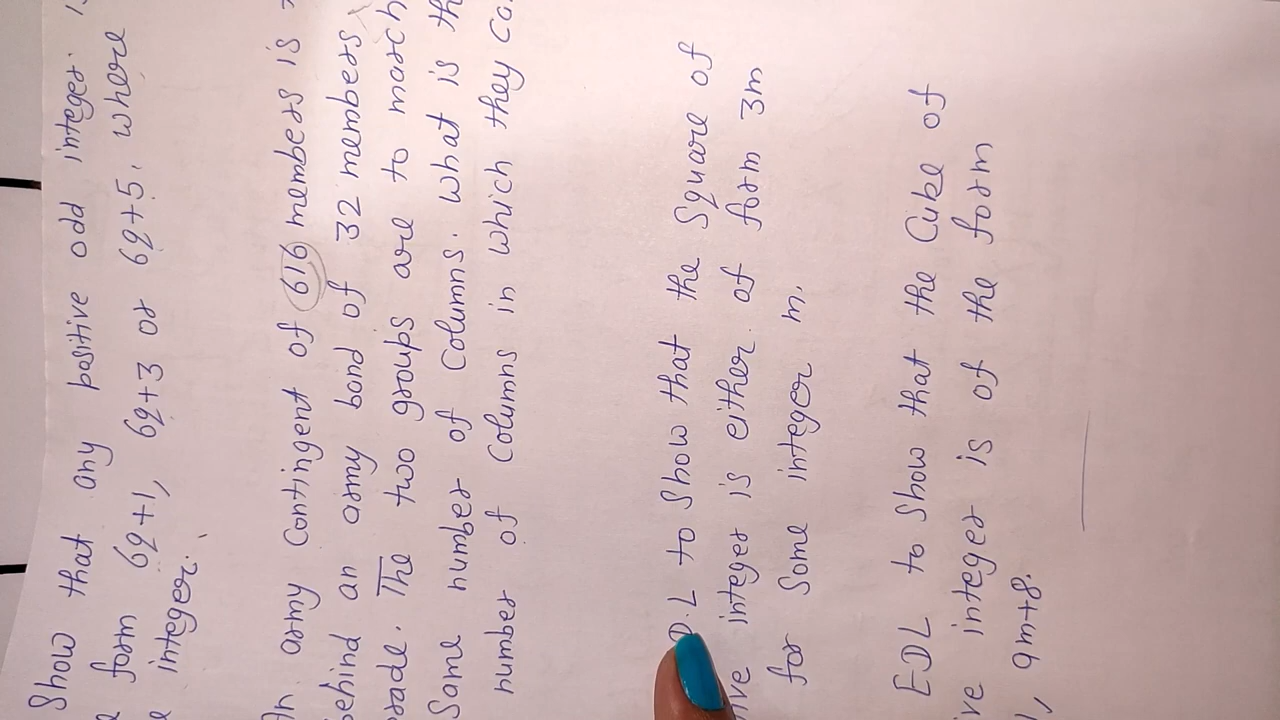 Show that any positive odd integer
form 6q+1, 6q+3 or 6q+5, where
integer.
army Contingent of 616 members is
behind an army band of 32 members
The two groups are to march
Same number of Columns. what is
number of Columns in which they
D.L to Show that the Square of
integer is either of form 3m
for Some integer m.
EDL to Show that the Cube of
integer is of the form
9m+8.